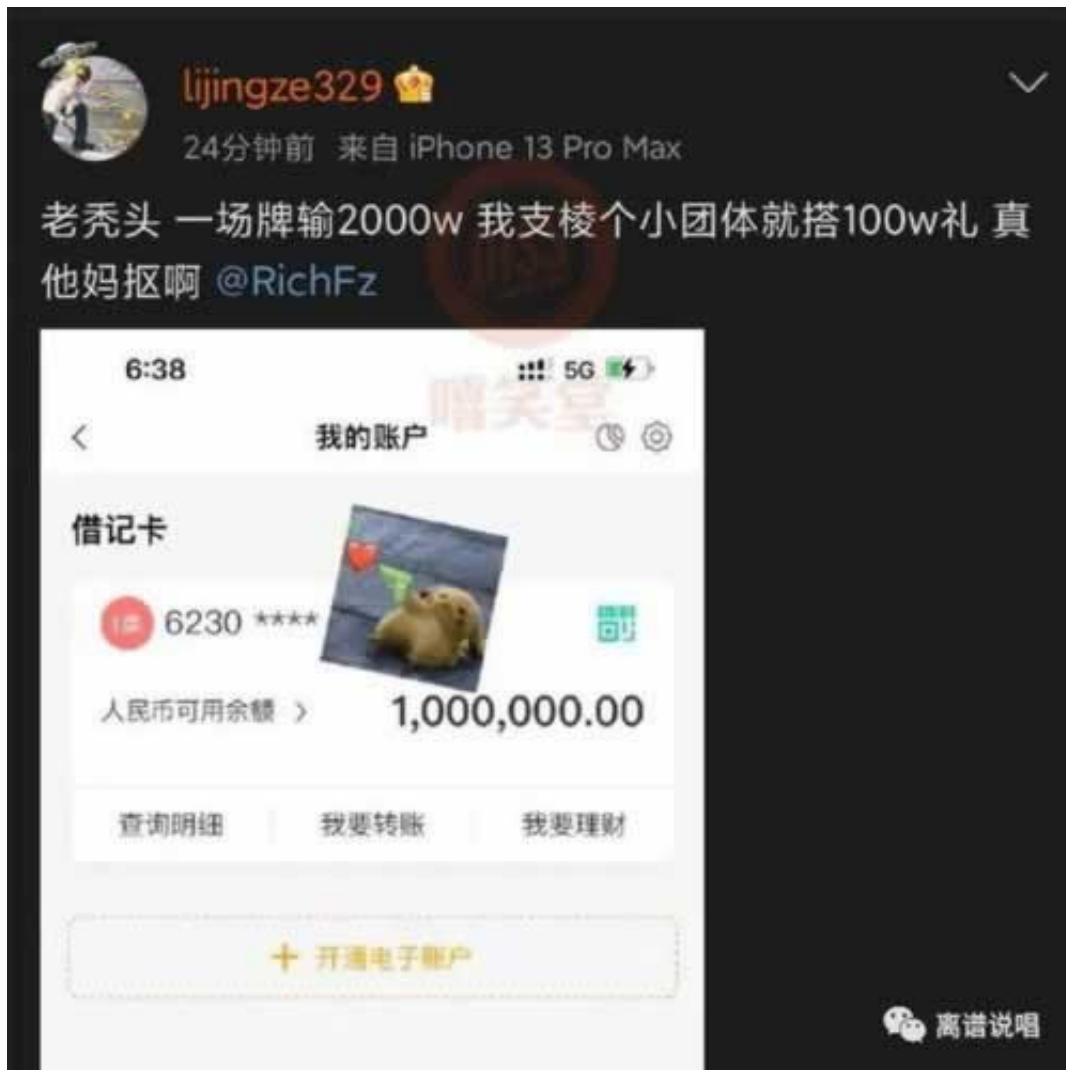 lijingze329
24分钟前 来自 iPhone 13 Pro Max
老秃头 一场牌输2000w 我支棱个小团体就搭100w礼 真
他妈抠啊 @RichFz
6:38 5G
嘻笑堂
我的账户
借记卡
6230 ****
人民币可用余额 > 1,000,000.00
查询明细 我要转账 我要理财
+ 开通电子账户
离谱说唱